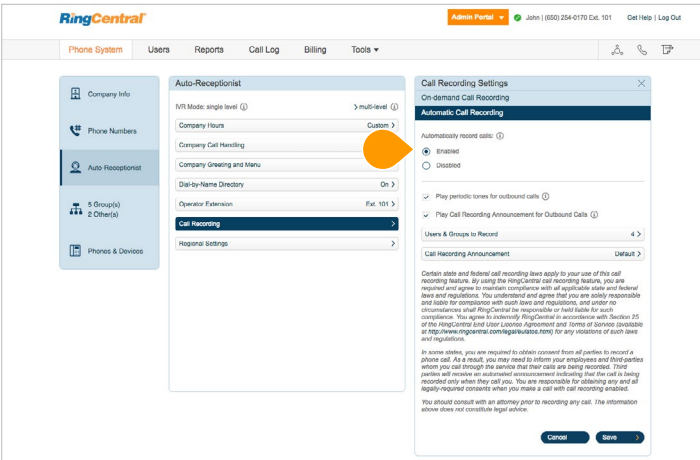 RingCentral®
Admin Portal
John | (650) 254-0170 Ext. 101
Get Help | Log Out
Phone System
Users
Reports
Call Log
Billing
Tools
Company Info
Phone Numbers
Auto-Receptionist
5 Group(s)
2 Other(s)
Phones & Devices
Auto-Receptionist
IVR Mode: single level
> multi-level
Company Hours
Custom >
Company Call Handling
Company Greeting and Menu
Dial-by-Name Directory
On >
Operator Extension
Ext. 101 >
Call Recording
Regional Settings
Call Recording Settings
On-demand Call Recording
Automatic Call Recording
Automatically record calls:
Enabled
Disabled
Play periodic tones for outbound calls
Play Call Recording Announcement for Outbound Calls
Users & Groups to Record
4 >
Call Recording Announcement
Default >
Certain state and federal call recording laws apply to your use of this call
recording feature. By using the RingCentral call recording feature, you are
required and agree to maintain compliance with all applicable state and federal
laws and regulations. You understand and agree that you are solely responsible
and liable for compliance with such laws and regulations, and under no
circumstances shall RingCentral be responsible or held liable for such
compliance. You agree to indemnify RingCentral in accordance with Section 25
of the RingCentral End User License Agreement and Terms of Service (available
at http://www.ringcentral.com/legal/eulatos.html) for any violations of such laws
and regulations.
In some states, you are required to obtain consent from all parties to record a
phone call. As a result, you may need to inform your employees and third-parties
whom you call through the service that their calls are being recorded. Third
parties will receive an automated announcement indicating that the call is being
recorded only when they call you. You are responsible for obtaining any and all
legally-required consents when you make a call with call recording enabled.
You should consult with an attorney prior to recording any call. The information
above does not constitute legal advice.
Cancel
Save